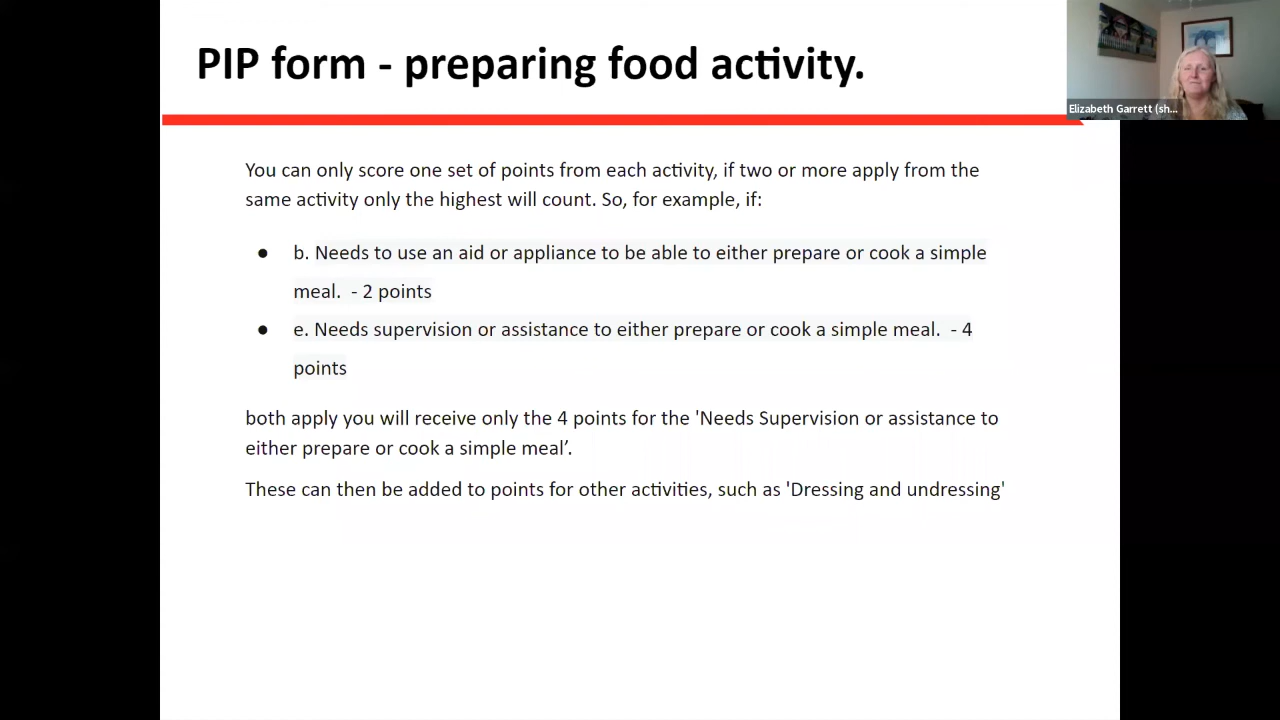 PIP form - preparing food activity.
Elizabeth Garrett (sh...
You can only score one set of points from each activity, if two or more apply from the
same activity only the highest will count. So, for example, if:
● b. Needs to use an aid or appliance to be able to either prepare or cook a simple
meal.  - 2 points
● e. Needs supervision or assistance to either prepare or cook a simple meal.  - 4
points
both apply you will receive only the 4 points for the 'Needs Supervision or assistance to
either prepare or cook a simple meal’.
These can then be added to points for other activities, such as 'Dressing and undressing'